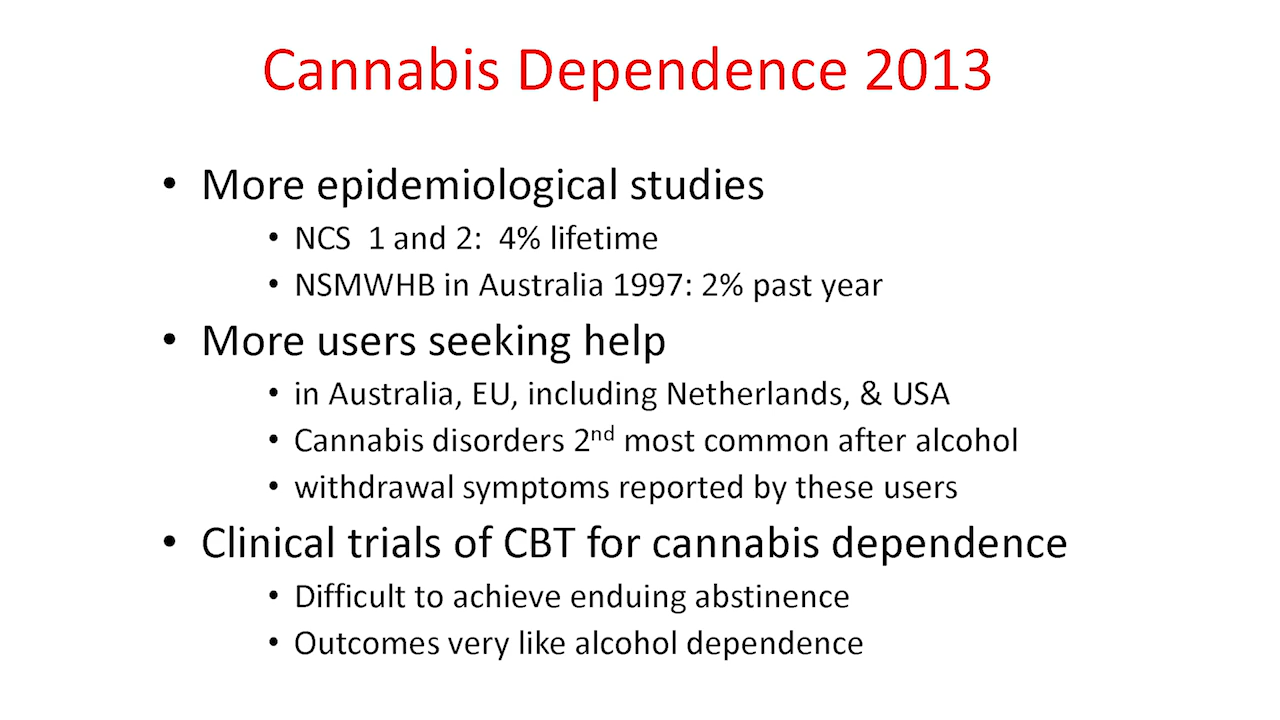 Cannabis Dependence 2013
• More epidemiological studies
• NCS 1 and 2: 4% lifetime
• NSMWHB in Australia 1997: 2% past year
• More users seeking help
• in Australia, EU, including Netherlands, & USA
• Cannabis disorders 2nd most common after alcohol
• withdrawal symptoms reported by these users
• Clinical trials of CBT for cannabis dependence
• Difficult to achieve enduing abstinence
• Outcomes very like alcohol dependence